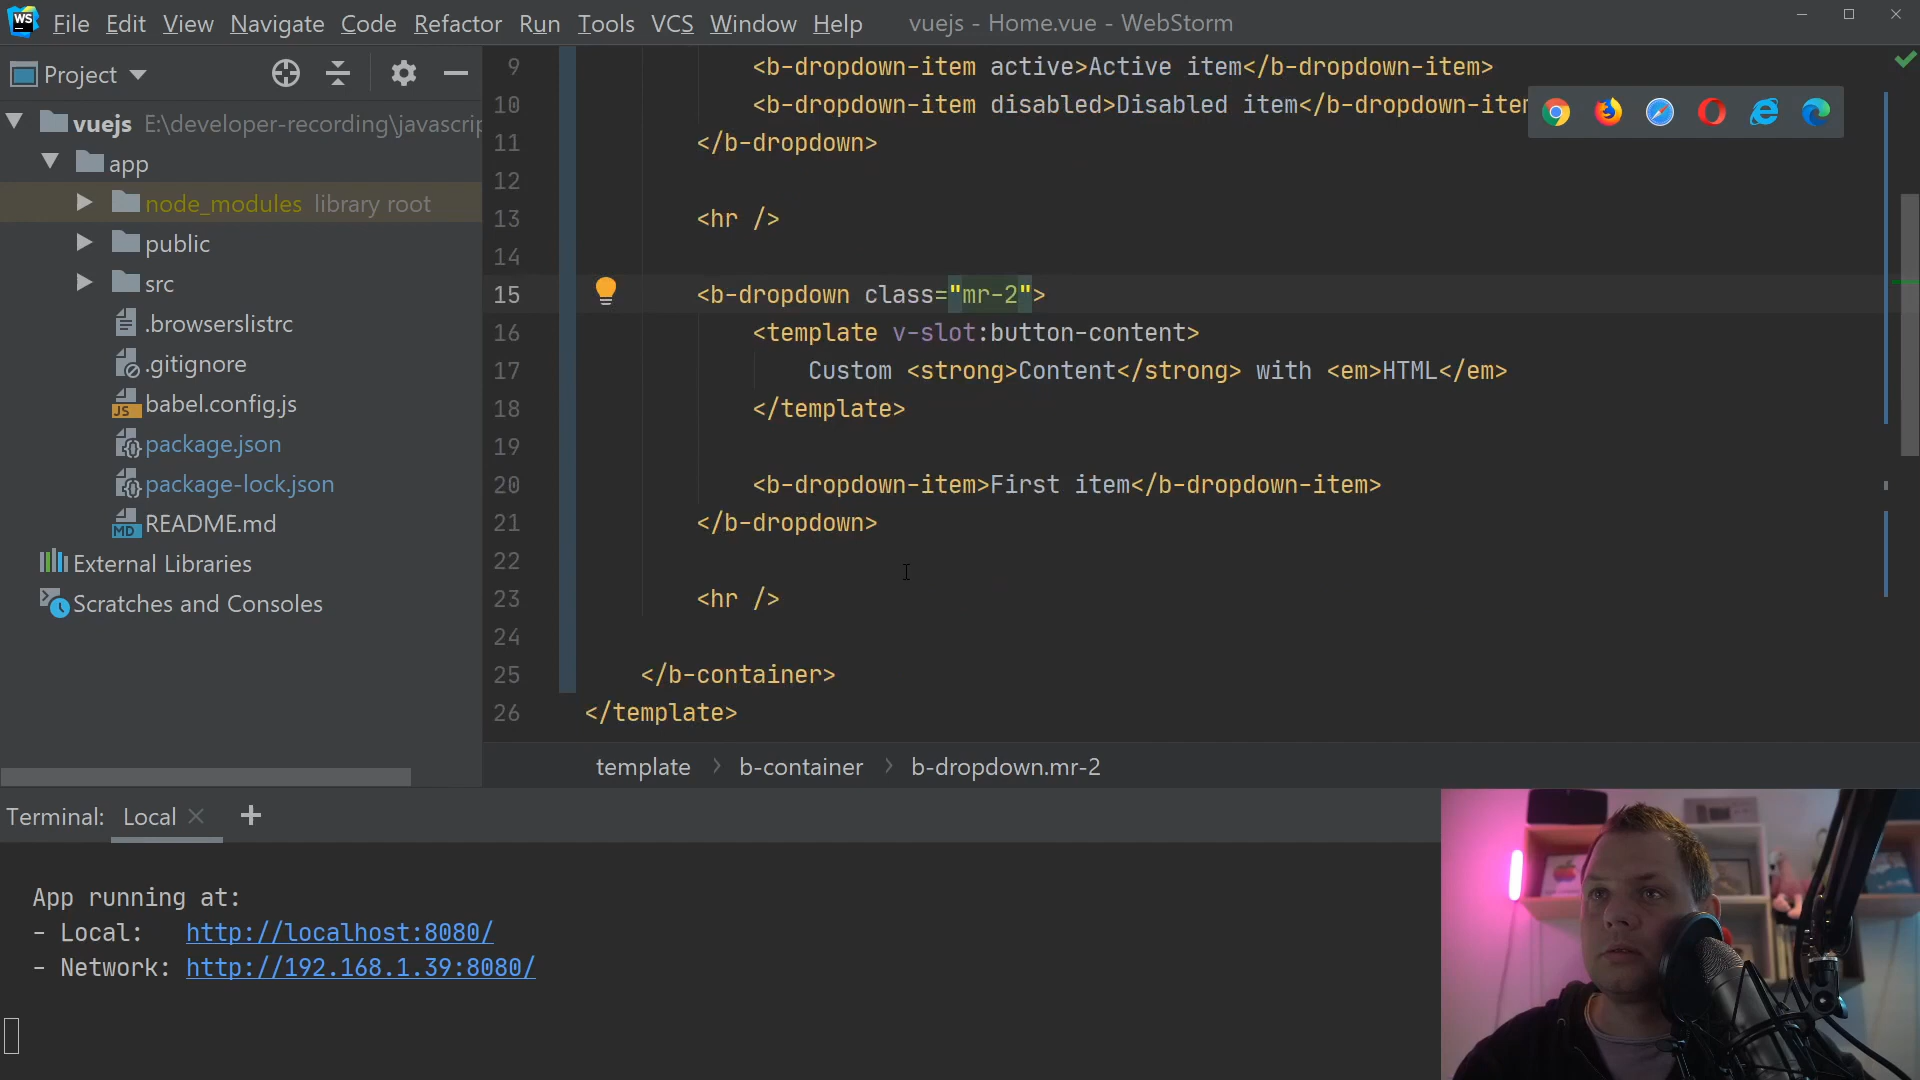 WS File Edit View Navigate Code Refactor Run Tools VCS Window Help vuejs - Home.vue - WebStorm
Project
vuejs E:\developer-recording\javascrip
app
node_modules library root
public
src
.browserslistrc
.gitignore
JS babel.config.js
package.json
package-lock.json
MD README.md
External Libraries
Scratches and Consoles
9 <b-dropdown-item active>Active item</b-dropdown-item>
10 <b-dropdown-item disabled>Disabled item</b-dropdown-item
11 </b-dropdown>
12
13 <hr />
14
15 <b-dropdown class="mr-2">
16 <template v-slot:button-content>
17 Custom <strong>Content</strong> with <em>HTML</em>
18 </template>
19
20 <b-dropdown-item>First item</b-dropdown-item>
21 </b-dropdown>
22
23 <hr />
24
25 </b-container>
26 </template>
template b-container b-dropdown.mr-2
Terminal: Local
App running at:
- Local: http://localhost:8080/
- Network: http://192.168.1.39:8080/